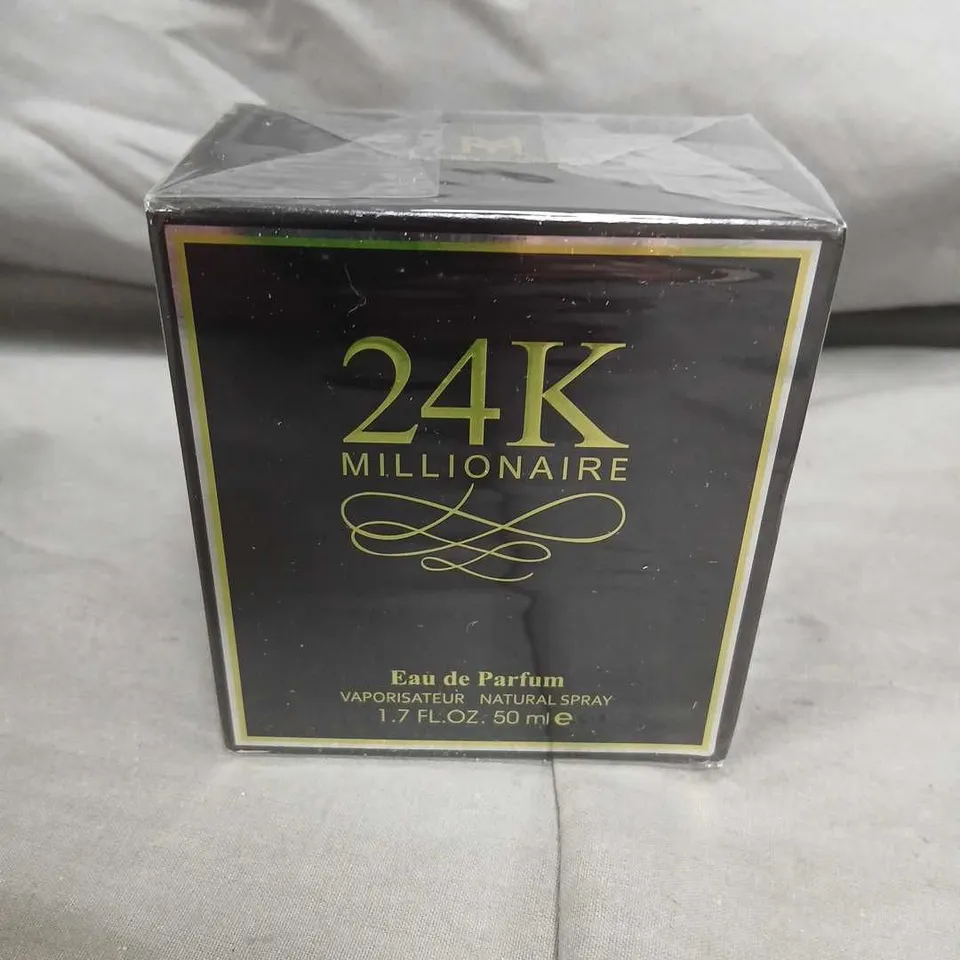 M
24K
MILLIONAIRE
Eau de Parfum
VAPORISATEUR NATURAL SPRAY
1.7 FL.OZ. 50 ml e